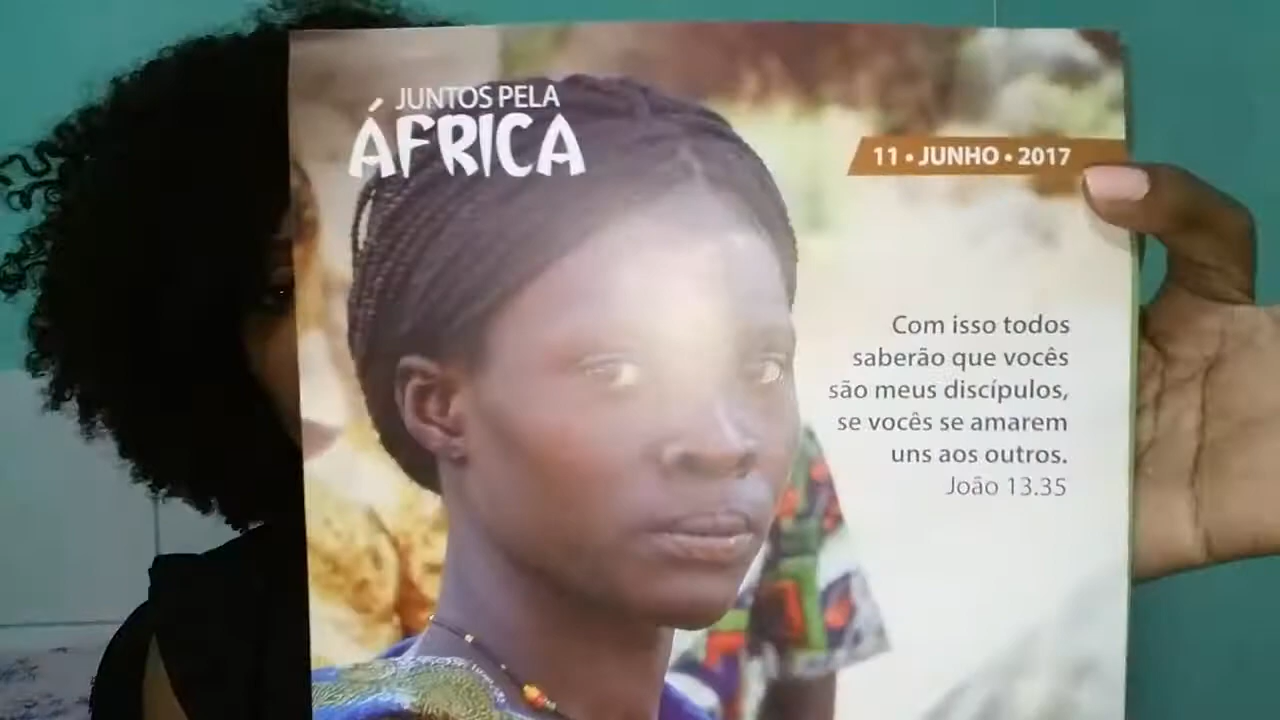 JUNTOS PELA
ÁFRICA
11 • JUNHO • 2017
Com isso todos
saberão que vocês
são meus discípulos,
se vocês se amarem
uns aos outros.
João 13.35